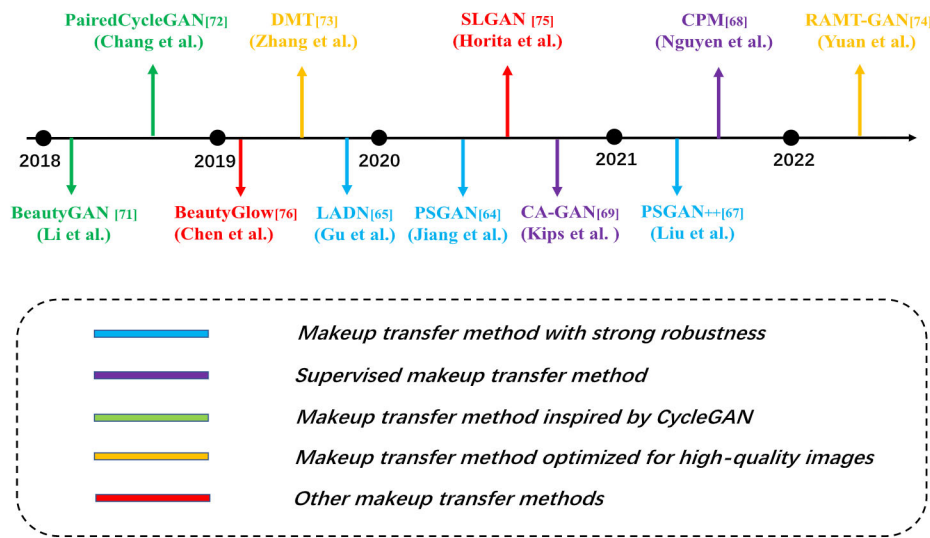 PairedCycleGAN[72]
(Chang et al.)
DMT[73]
(Zhang et al.)
SLGAN [75]
(Horita et al.)
CPM[68]
(Nguyen et al.)
RAMT-GAN[74]
(Yuan et al.)
2018
2019
2020
2021
2022
BeautyGAN [71]
(Li et al.)
BeautyGlow[76]
(Chen et al.)
LADN[65]
(Gu et al.)
PSGAN[64]
(Jiang et al.)
CA-GAN[69]
(Kips et al. )
PSGAN++[67]
(Liu et al.)
Makeup transfer method with strong robustness
Supervised makeup transfer method
Makeup transfer method inspired by CycleGAN
Makeup transfer method optimized for high-quality images
Other makeup transfer methods